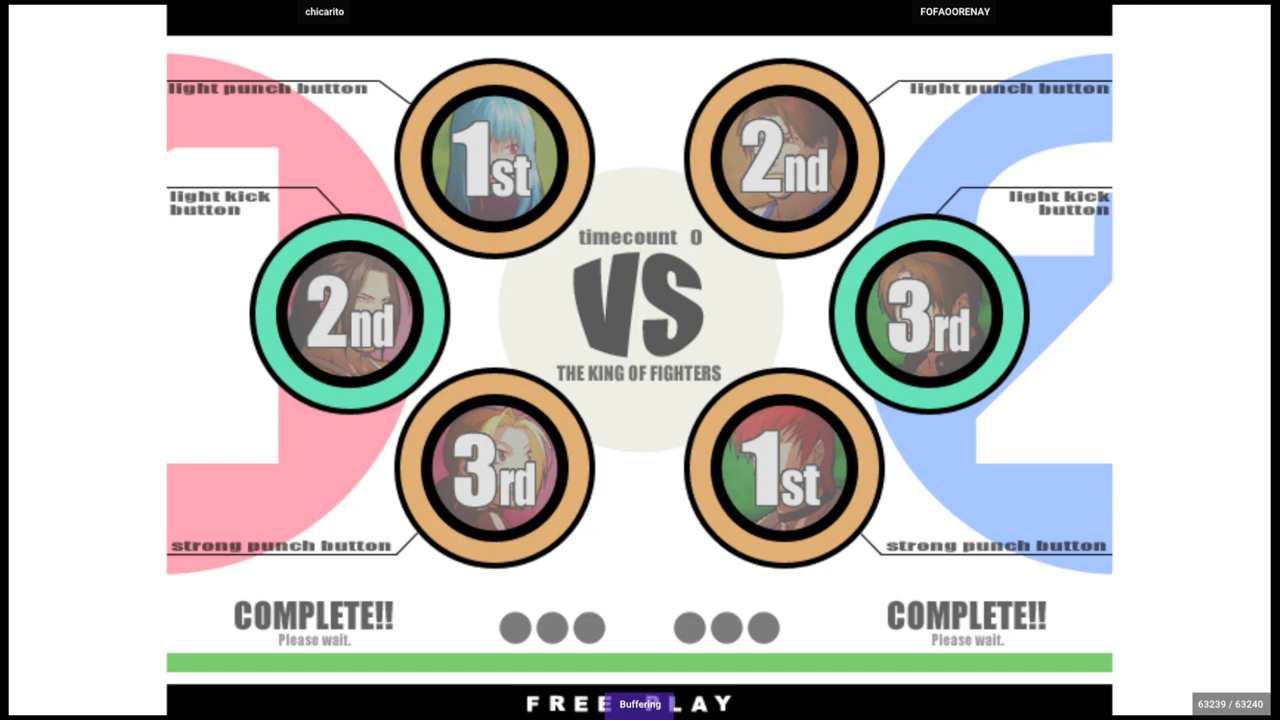 chicarito
FOFAOORENAY
light punch button
light punch button
1st
2nd
light kick
button
light kick
button
timecount 0
2nd
VS
3rd
THE KING OF FIGHTERS
3rd
1st
strong punch button
strong punch button
COMPLETE!!
Please wait.
COMPLETE!!
Please wait.
FREE PLAY
Buffering
63239 / 63240